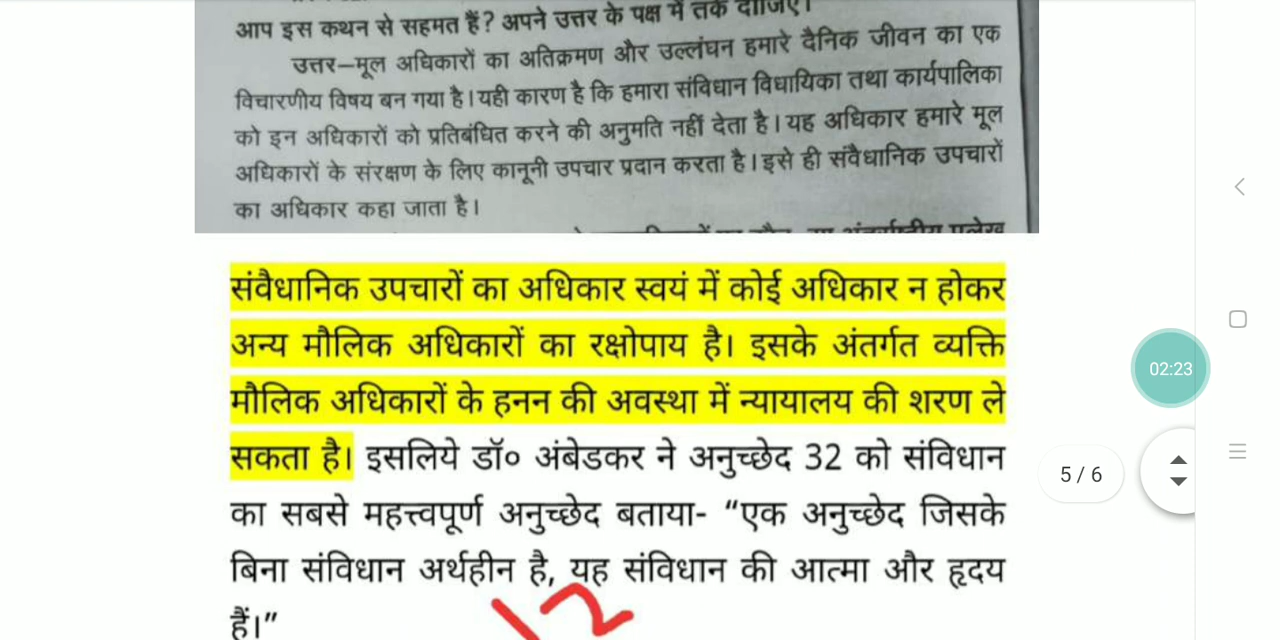 आप इस कथन से सहमत हैं? अपने उत्तर के पक्ष में तर्क दीजिए।
उत्तर—मूल अधिकारों का अतिक्रमण और उल्लंघन हमारे दैनिक जीवन का एक
विचारणीय विषय बन गया है। यही कारण है कि हमारा संविधान विधायिका तथा कार्यपालिका
को इन अधिकारों को प्रतिबंधित करने की अनुमति नहीं देता है। यह अधिकार हमारे मूल
अधिकारों के संरक्षण के लिए कानूनी उपचार प्रदान करता है। इसे ही संवैधानिक उपचारों
का अधिकार कहा जाता है।
संवैधानिक उपचारों का अधिकार स्वयं में कोई अधिकार न होकर
अन्य मौलिक अधिकारों का रक्षोपाय है। इसके अंतर्गत व्यक्ति
मौलिक अधिकारों के हनन की अवस्था में न्यायालय की शरण ले
सकता है। इसलिये डॉ० अंबेडकर ने अनुच्छेद 32 को संविधान
का सबसे महत्त्वपूर्ण अनुच्छेद बताया- “एक अनुच्छेद जिसके
बिना संविधान अर्थहीन है, यह संविधान की आत्मा और हृदय
हैं।”
02:23
5 / 6